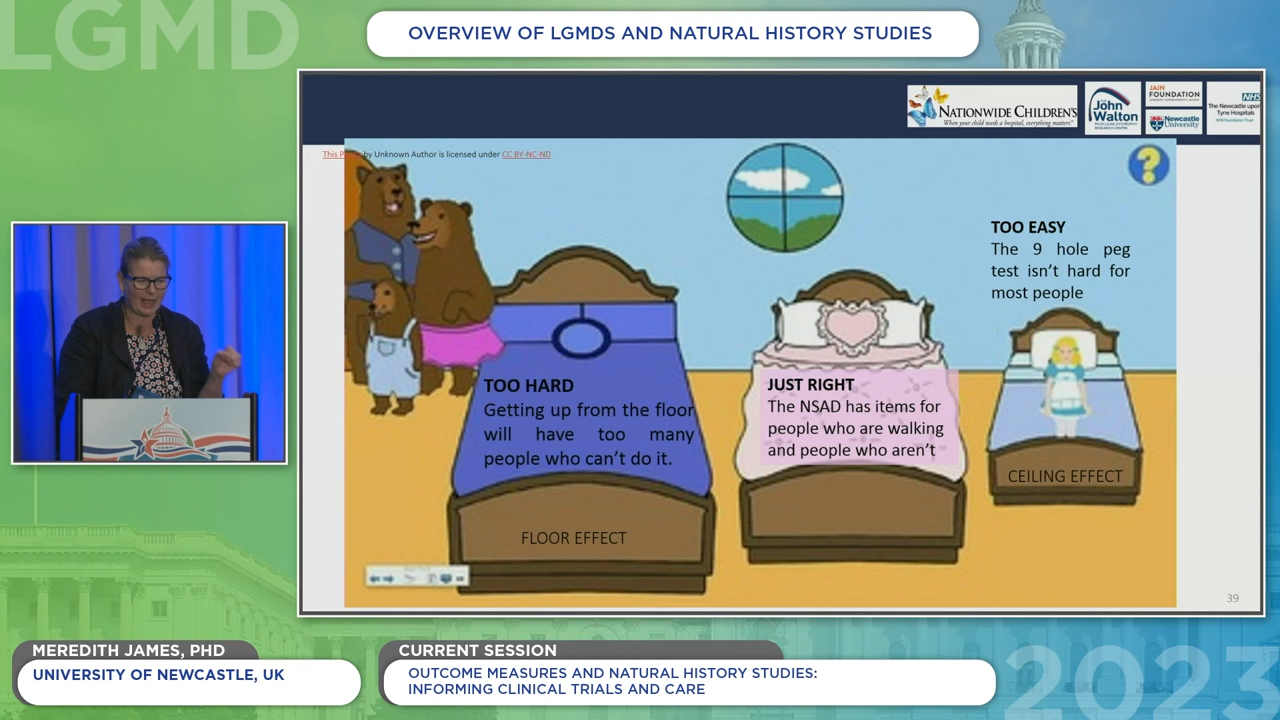 LGMD
OVERVIEW OF LGMDS AND NATURAL HISTORY STUDIES
NATIONWIDE CHILDREN'S
When your child needs a hospital, everything matters.
John
Walton
JAIN
FOUNDATION
Newcastle
University
NHS
The Newcastle upon
Tyne Hospitals
NHS Foundation Trust
This P by Unknown Author is licensed under CC BY-NC-ND
?
TOO EASY
The 9 hole peg
test isn't hard for
most people
TOO HARD
Getting up from the floor
will have too many
people who can't do it.
JUST RIGHT
The NSAD has items for
people who are walking
and people who aren't
CEILING EFFECT
FLOOR EFFECT
39
MEREDITH JAMES, PHD
UNIVERSITY OF NEWCASTLE, UK
CURRENT SESSION
OUTCOME MEASURES AND NATURAL HISTORY STUDIES:
INFORMING CLINICAL TRIALS AND CARE
2023